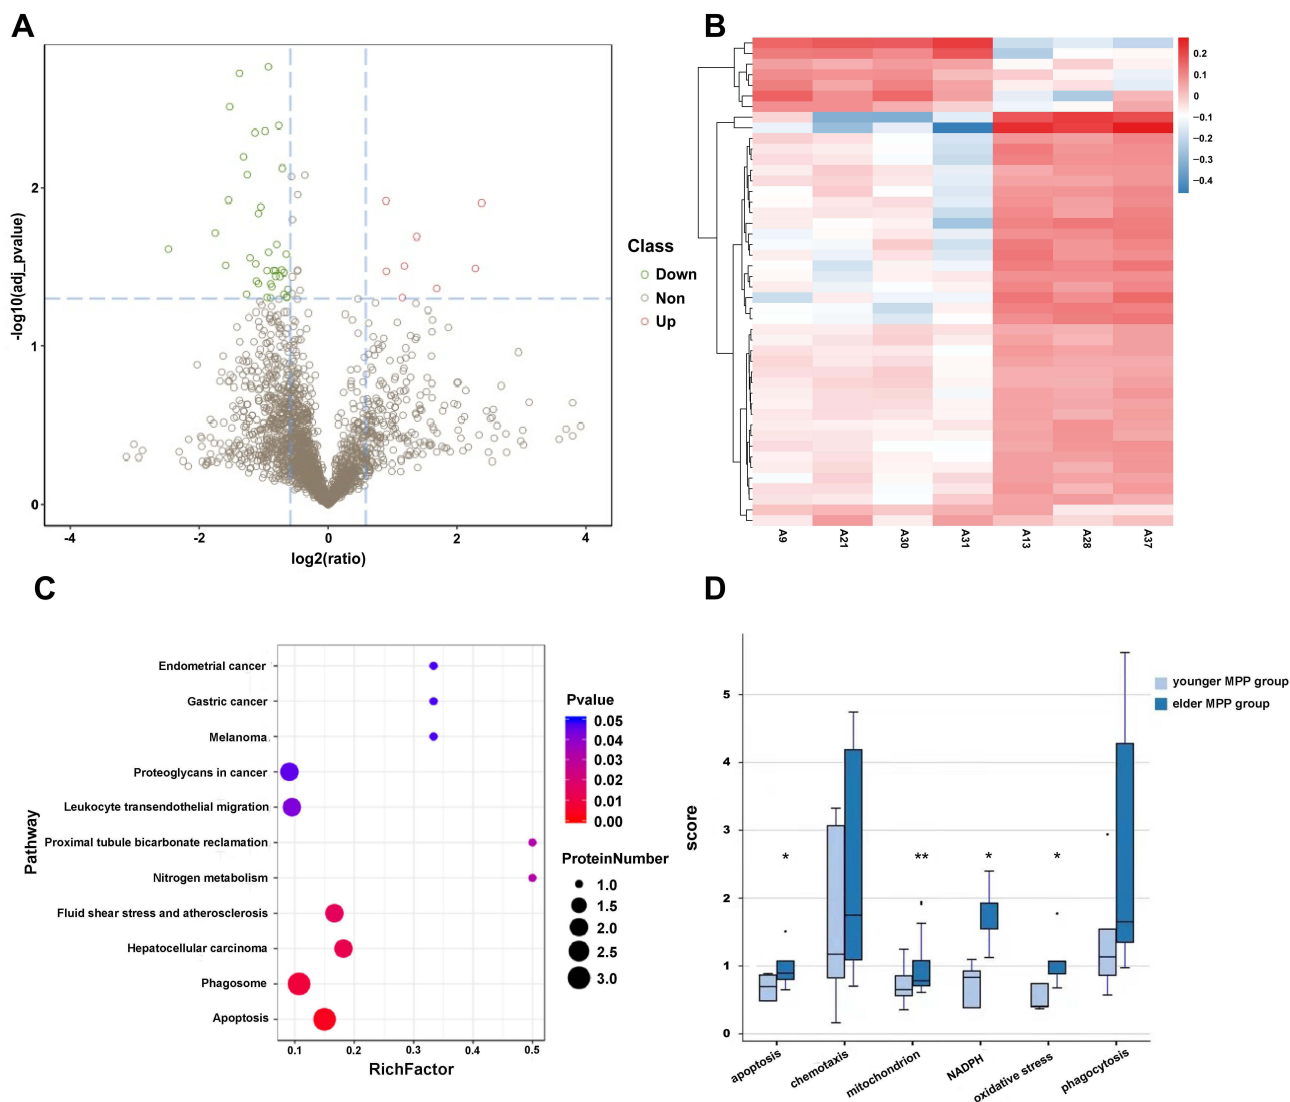 A
-log10(adj_pvalue)
2
1
0
-4
-2
0
2
4
log2(ratio)
Class
Down
Non
Up
B
0.2
0.1
0
−0.1
−0.2
−0.3
−0.4
A9
A21
A30
A31
A13
A28
A37
C
Pathway
Endometrial cancer
Gastric cancer
Melanoma
Proteoglycans in cancer
Leukocyte transendothelial migration
Proximal tubule bicarbonate reclamation
Nitrogen metabolism
Fluid shear stress and atherosclerosis
Hepatocellular carcinoma
Phagosome
Apoptosis
0.1
0.2
0.3
0.4
0.5
RichFactor
Pvalue
0.05
0.04
0.03
0.02
0.01
0.00
ProteinNumber
1.0
1.5
2.0
2.5
3.0
D
score
5
4
3
2
1
0
*
**
*
*
apoptosis
chemotaxis
mitochondrion
NADPH
oxidative stress
phagocytosis
younger MPP group
elder MPP group